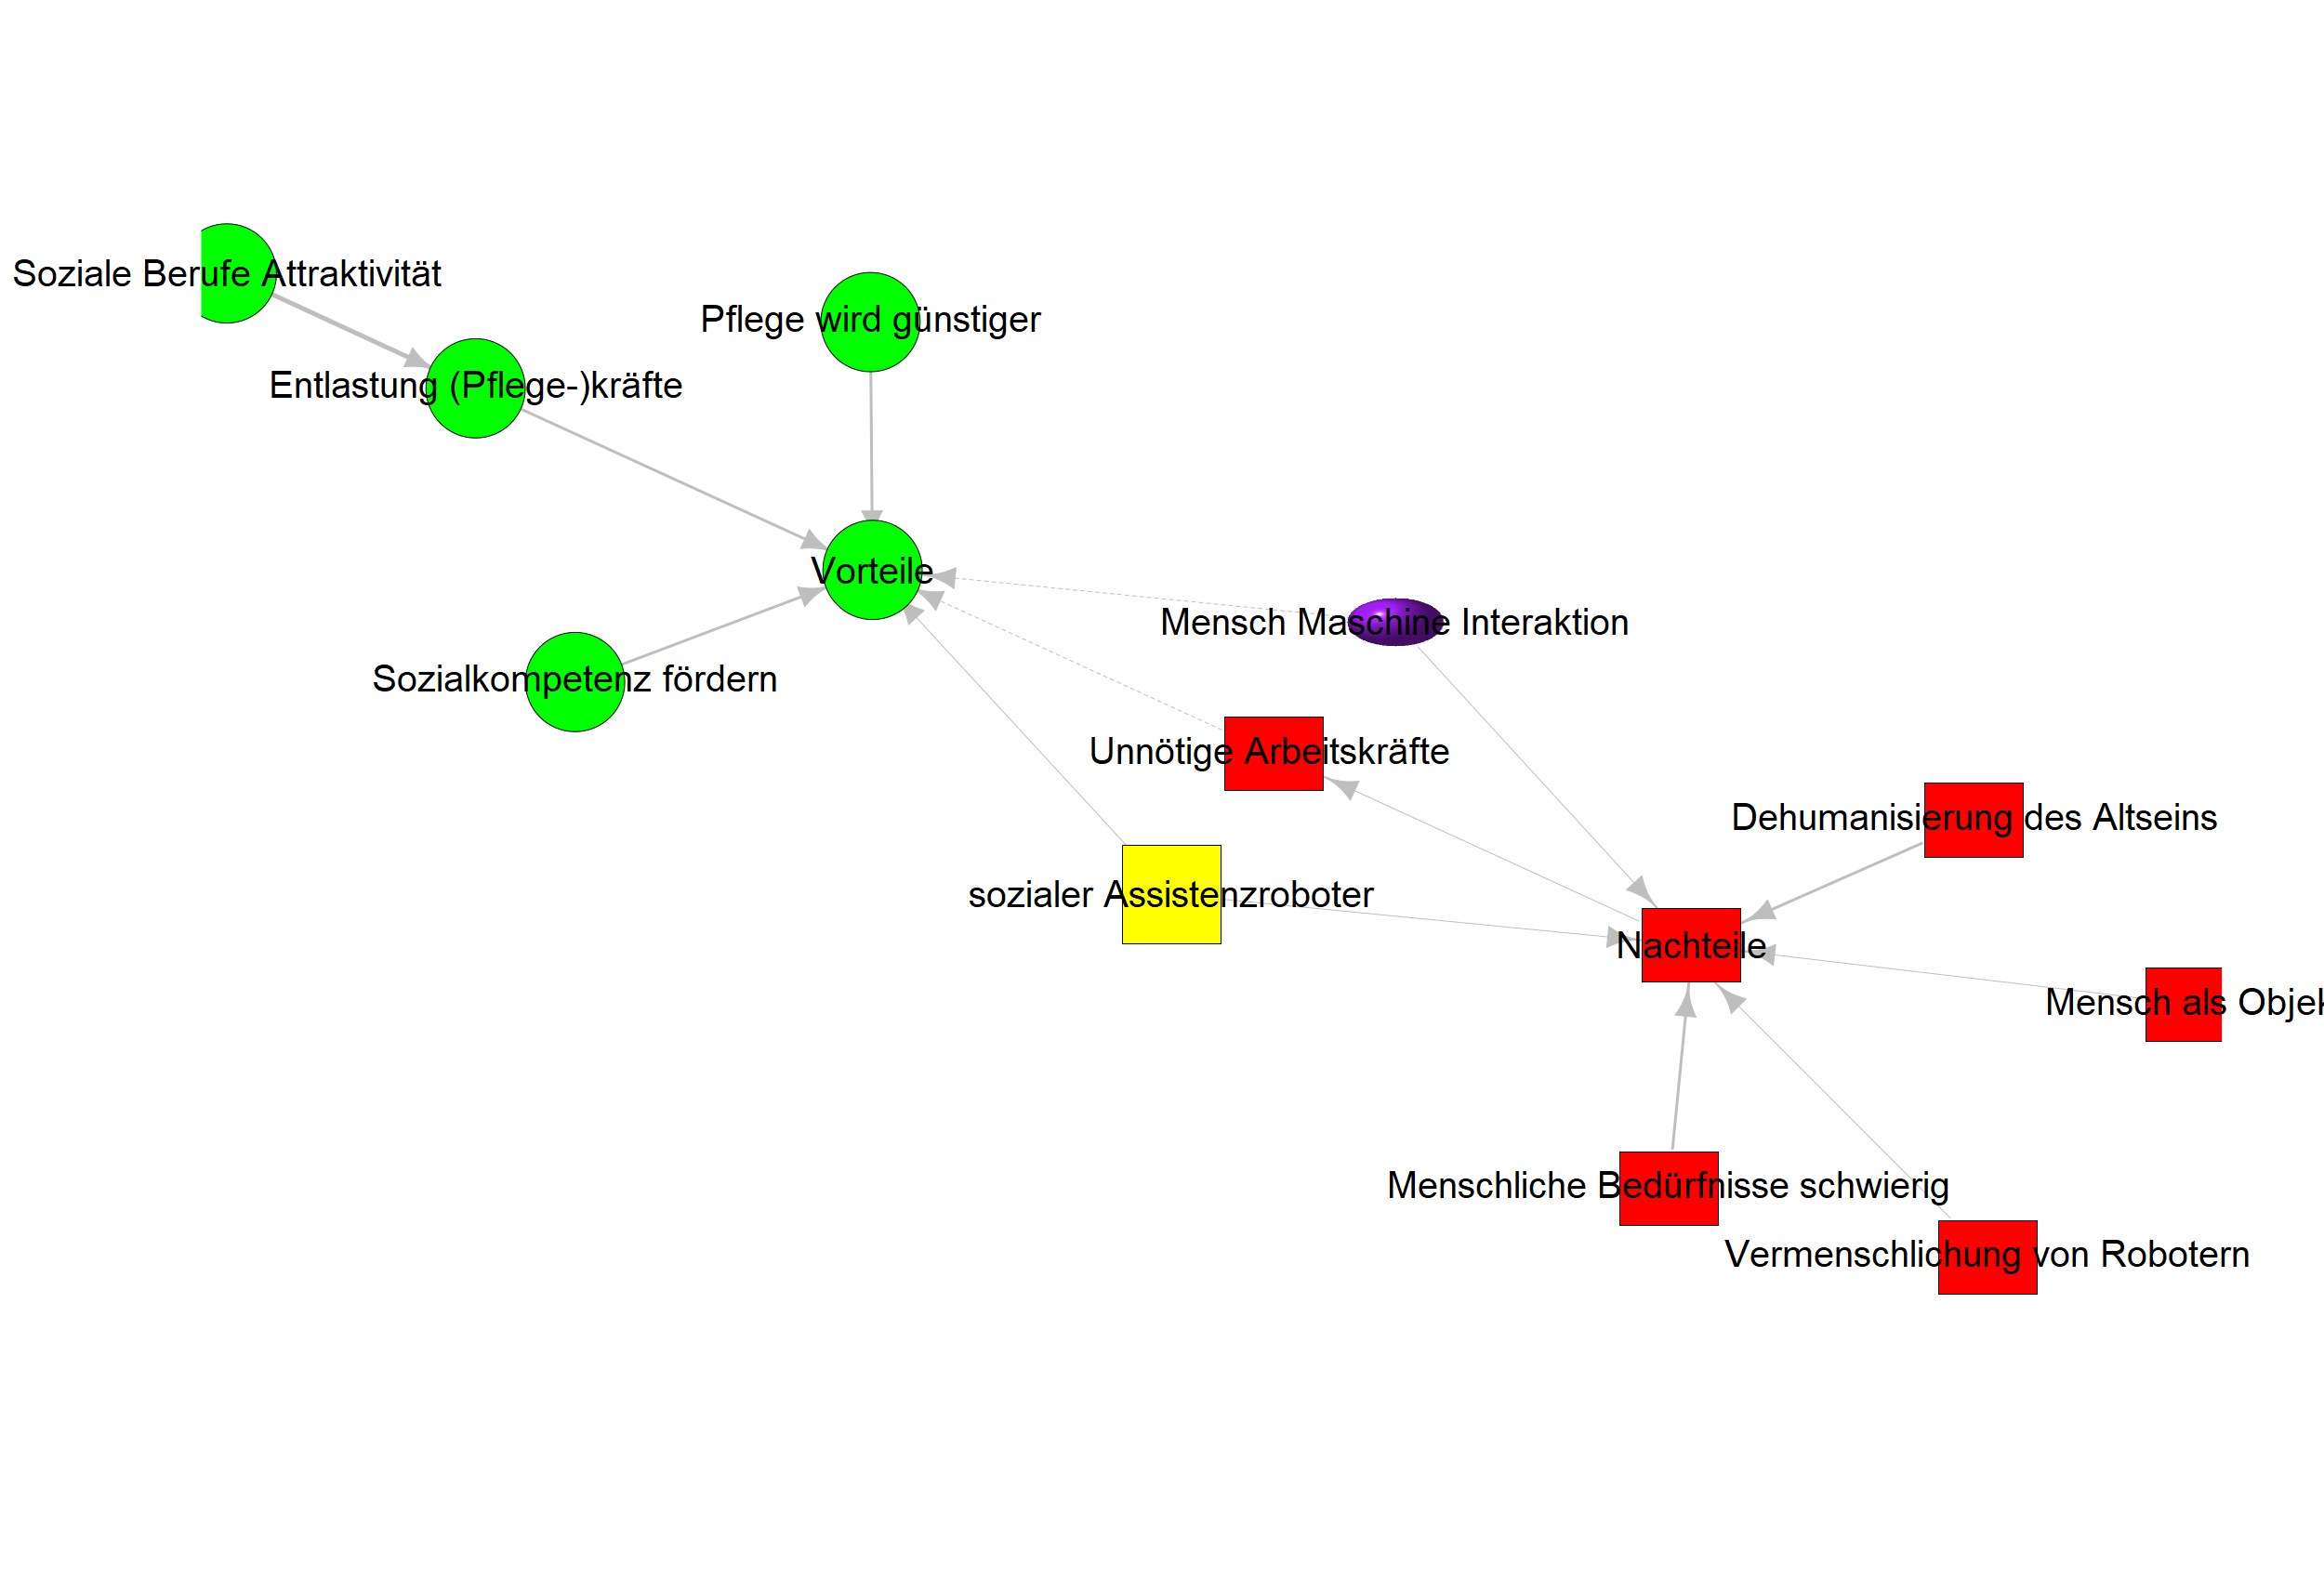 Soziale Berufe Attraktivität
Pflege wird günstiger
Entlastung (Pflege-)kräfte
Vorteile
Mensch Maschine Interaktion
Sozialkompetenz fördern
Unnötige Arbeitskräfte
Dehumanisierung des Altseins
sozialer Assistenzroboter
Nachteile
Mensch als Objek
Menschliche Bedürfnisse schwierig
Vermenschlichung von Robotern